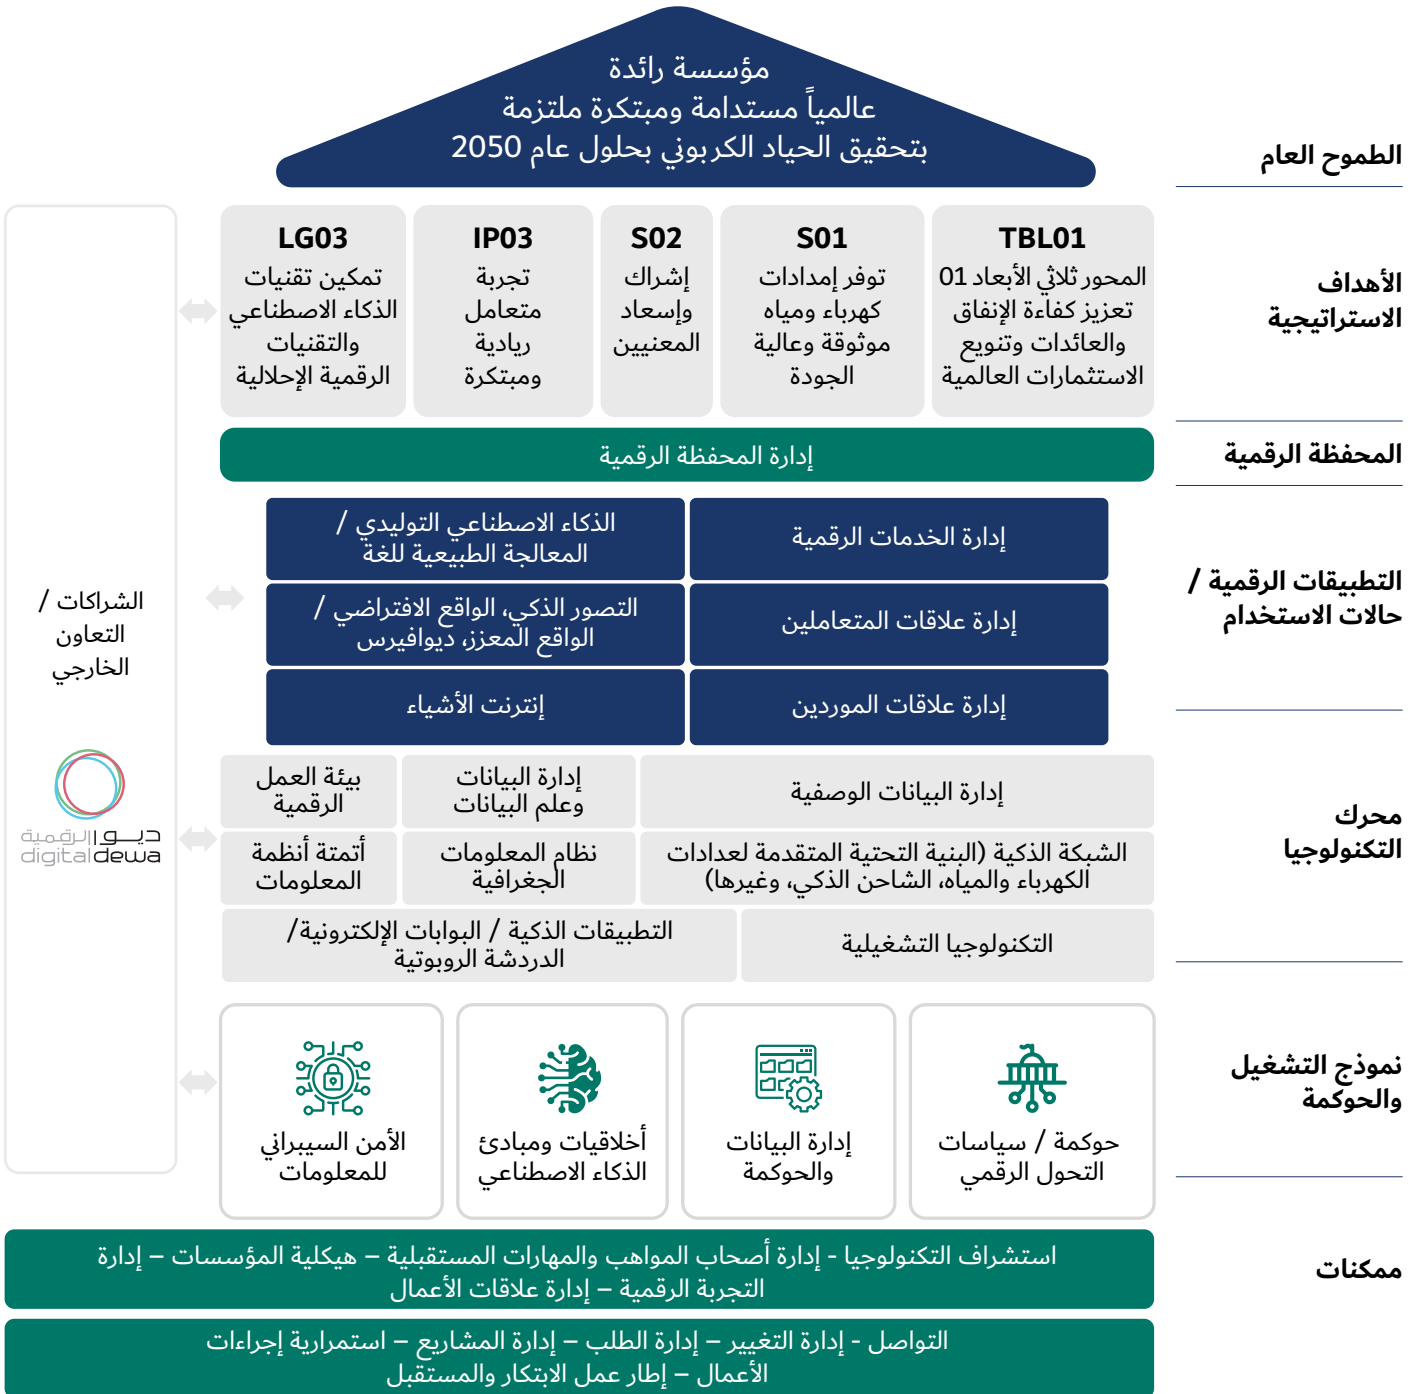 مؤسسة رائدة
عالمياً مستدامة ومبتكرة ملتزمة
بتحقيق الحياد الكربوني بحلول عام 2050
الطموح العام
الأهداف
الاستراتيجية
TBL01
المحور ثلاثي الأبعاد 01
تعزيز كفاءة الإنفاق
والعائدات وتنويع
الاستثمارات العالمية
S01
توفر إمدادات
كهرباء ومياه
موثوقة وعالية
الجودة
S02
إشراك
وإسعاد
المعنيين
IP03
تجربة
متعامل
ريادية
ومبتكرة
LG03
تمكين تقنيات
الذكاء الاصطناعي
والتقنيات
الرقمية الإحلالية
المحفظة الرقمية
إدارة المحفظة الرقمية
التطبيقات الرقمية /
حالات الاستخدام
إدارة الخدمات الرقمية
الذكاء الاصطناعي التوليدي /
المعالجة الطبيعية للغة
إدارة علاقات المتعاملين
التصور الذكي، الواقع الافتراضي /
الواقع المعزز، ديوافيرس
إدارة علاقات الموردين
إنترنت الأشياء
الشراكات /
التعاون
الخارجي
ديوا الرقمية
digitaldewa
محرك
التكنولوجيا
إدارة البيانات الوصفية
إدارة البيانات
وعلم البيانات
بيئة العمل
الرقمية
الشبكة الذكية (البنية التحتية المتقدمة لعدادات
الكهرباء والمياه، الشاحن الذكي، وغيرها)
نظام المعلومات
الجغرافية
أتمتة أنظمة
المعلومات
التكنولوجيا التشغيلية
التطبيقات الذكية / البوابات الإلكترونية/
الدردشة الروبوتية
نموذج التشغيل
والحوكمة
حوكمة / سياسات
التحول الرقمي
إدارة البيانات
والحوكمة
أخلاقيات ومبادئ
الذكاء الاصطناعي
الأمن السيبراني
للمعلومات
ممكنات
استشراف التكنولوجيا - إدارة أصحاب المواهب والمهارات المستقبلية – هيكلية المؤسسات – إدارة
التجربة الرقمية – إدارة علاقات الأعمال
التواصل - إدارة التغيير – إدارة الطلب – إدارة المشاريع – استمرارية إجراءات
الأعمال – إطار عمل الابتكار والمستقبل